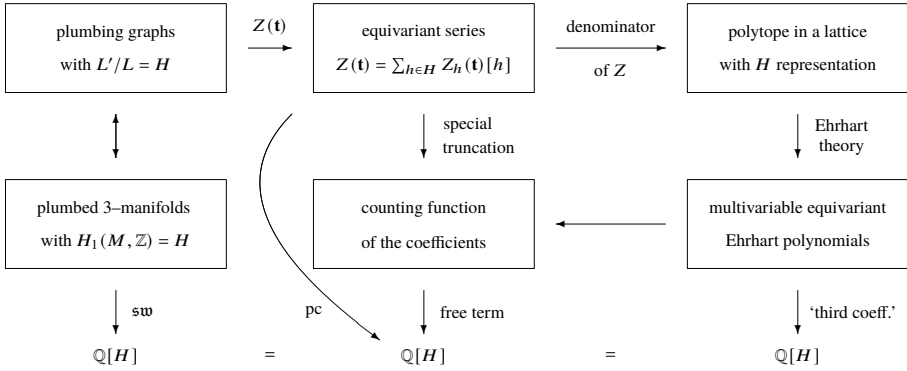 plumbing graphs
with L′/L = H
Z(t)
equivariant series
Z(t) = ∑_{h∈H} Z_h(t)[h]
denominator
of Z
polytope in a lattice
with H representation
special
truncation
Ehrhart
theory
plumbed 3–manifolds
with H₁(M, ℤ) = H
counting function
of the coefficients
multivariable equivariant
Ehrhart polynomials
𝔰𝔴
pc
free term
‘third coeff.’
ℚ[H] = ℚ[H] = ℚ[H]